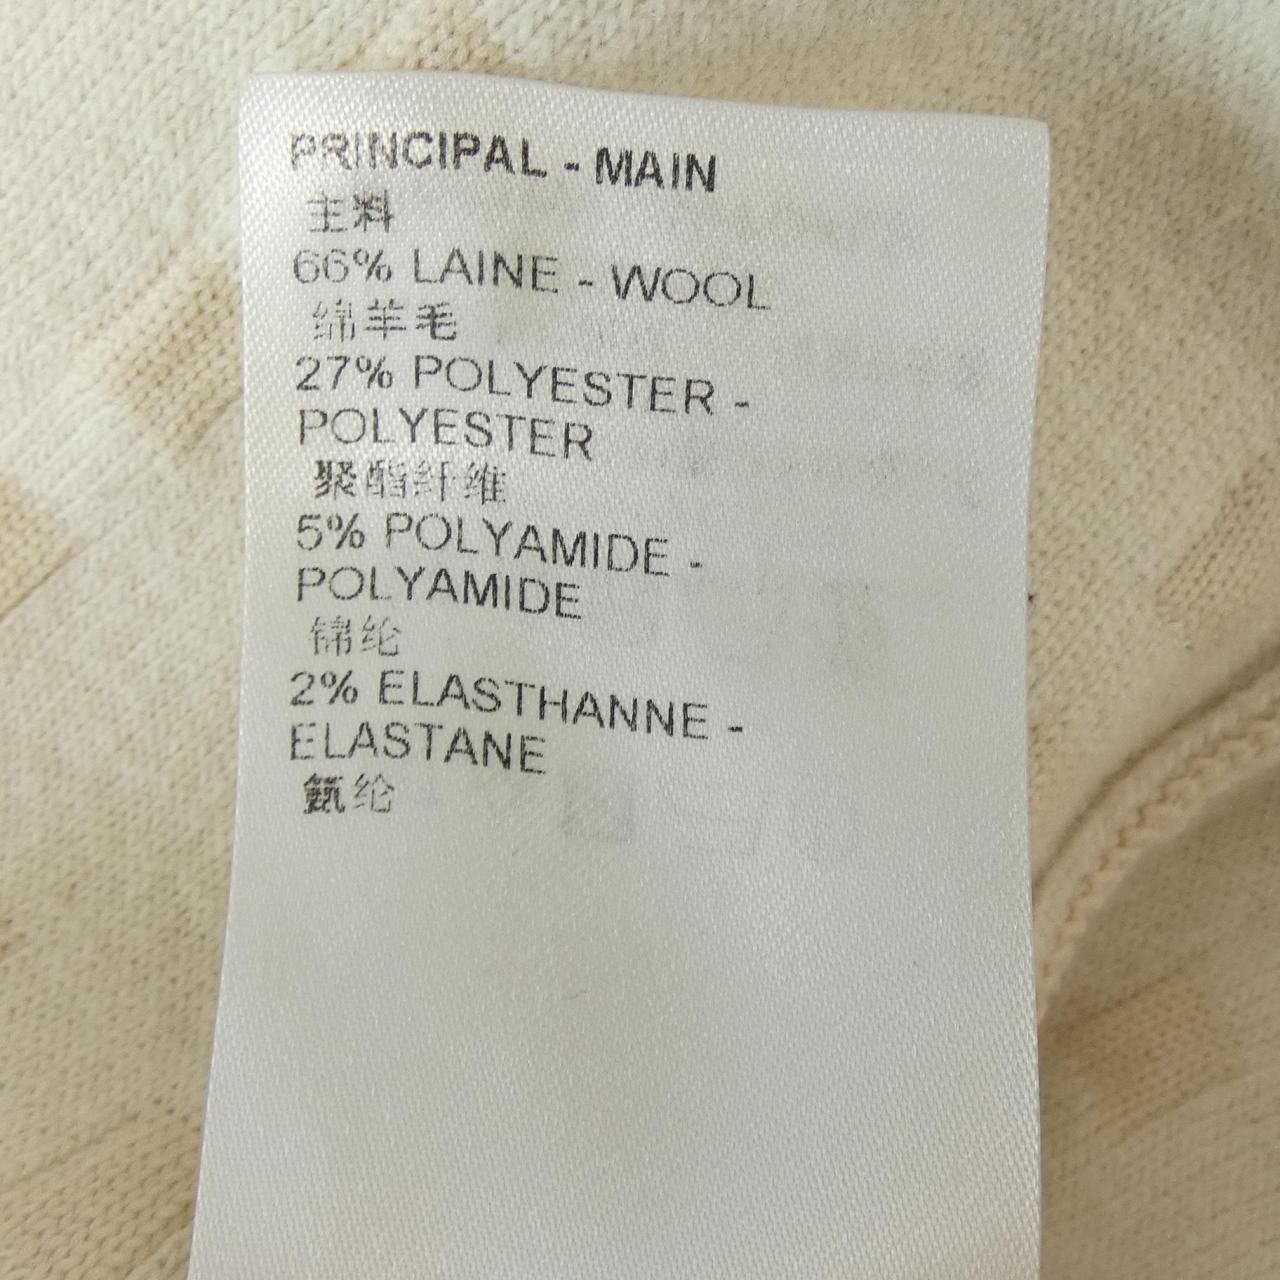 PRINCIPAL - MAIN
主料
66% LAINE - WOOL
绵羊毛
27% POLYESTER -
POLYESTER
聚酯纤维
5% POLYAMIDE -
POLYAMIDE
锦纶
2% ELASTHANNE -
ELASTANE
氨纶